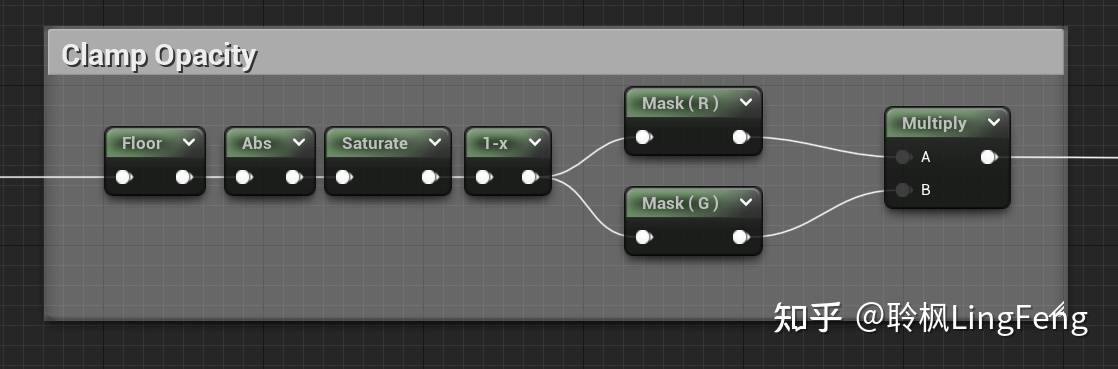 Clamp Opacity
Floor
Abs
Saturate
1-x
Mask ( R )
Mask ( G )
Multiply
A
B
知乎 @聆枫LingFeng